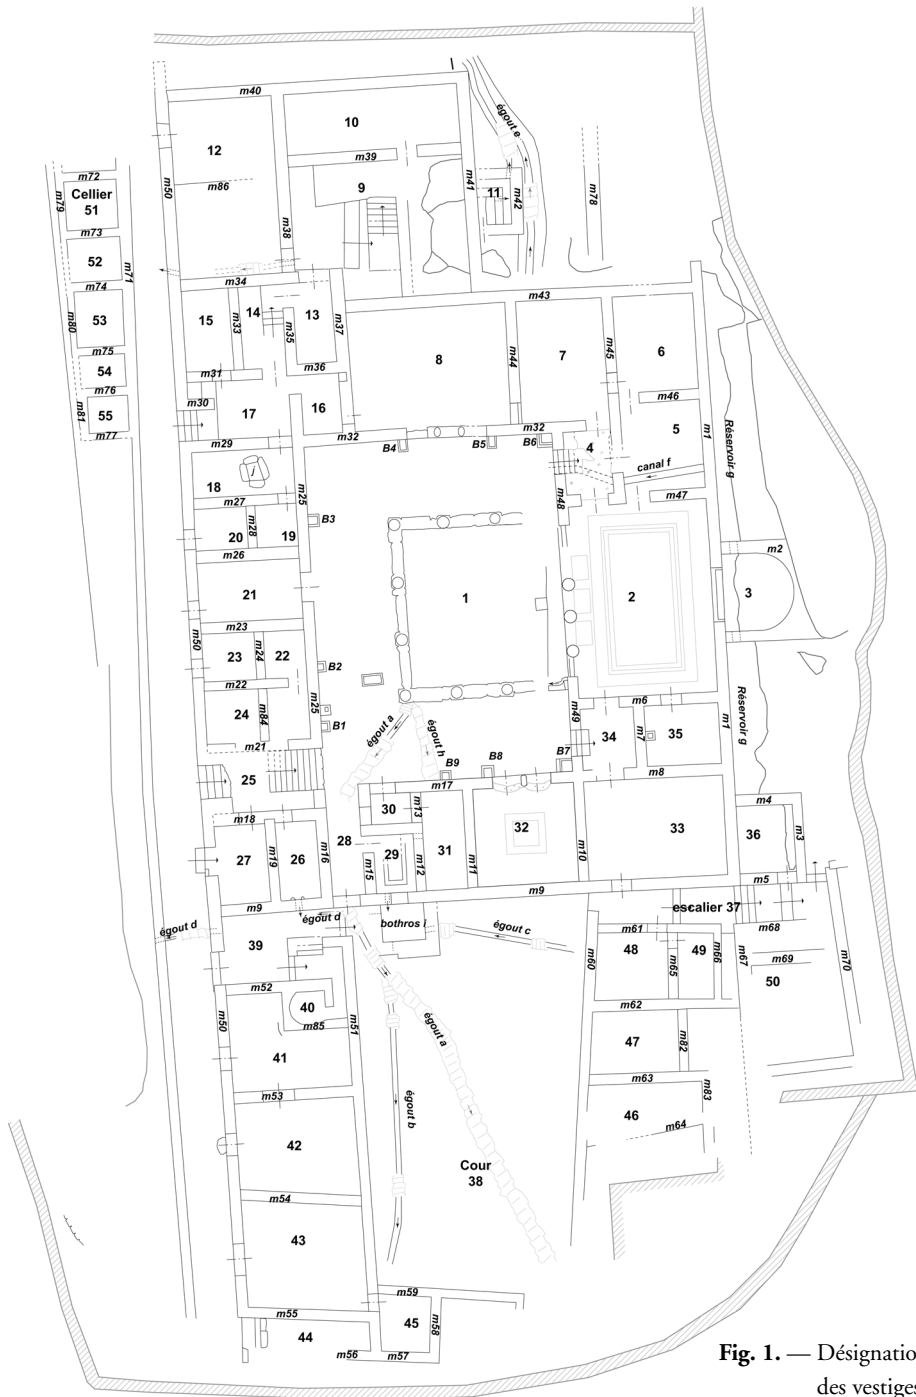 I
m40
égout e
10
12
m39
m72
m50
m86
9
m41
11
m42
m78
m79
Cellier
51
m73
m38
52
m71
m74
m34
m43
53
m80
15
m33
14
m35
13
m37
8
m44
7
m45
6
m75
54
m31
m36
m76
m46
m30
55
m81
17
16
5
m1
Réservoir g
m77
m29
m32
m32
B4
B5
B6
4
canal f
18
j
m25
m27
m48
m47
B3
m28
20
19
m26
m2
21
1
2
3
m50
m23
23
m24
22
B2
m22
24
m84
m25
B1
m6
m1
Réservoir g
égout a
égout h
m49
34
m7
35
m21
B9
B8
B7
25
m17
m8
30
m13
m4
m18
32
33
36
m3
28
27
m19
26
m16
29
m15
m12
31
m11
m10
m5
m9
m9
escalier 37
égout d
égout d
bothros i
égout c
m61
m68
39
48
49
m66
m67
m69
m70
m60
m65
50
m52
40
m62
m50
m85
m51
égout a
41
47
m82
m53
m63
m83
égout b
46
m64
42
Cour
38
m54
43
m59
m55
45
m58
44
m56
m57
Fig. 1. — Désignatio
des vestiges